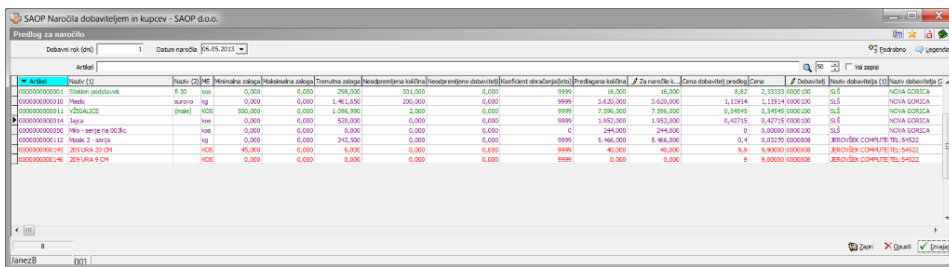 SAOP Naročila dobaviteljem in kupcev - SAOP d.o.o.
Predlog za naročilo
Dobavni rok (dni) 1 Datum naročila 06.05.2013 Podrobno Legenda
Artikel 50 Vsi zapisi
Artikel Naziv (1) Naziv (2) ME Minimalna zaloga Maksimalna zaloga Trenutna zaloga Neodpremljena količina Neodpremljeno dobavitelji Koeficient obračanja(leto) Predlagana količina Za naročilo k... Cena dobavitelj predlog Cena Dobavitelj Naziv dobavitelja (1) Naziv dobavitelja (2
0000000000001 Steklen podstavek fi 30 kos 0,000 0,000 298,000 301,000 0,000 9999 3,000 3,000 8,82 2,33333 0000100 SLŠ NOVA GORICA
0000000000010 Maslo surovo kg 0,000 0,000 1.461,650 200,000 0,000 9999 3.620,000 3.620,000 1,11914 1,11914 0000100 SLŠ NOVA GORICA
0000000000011 VŽIGALICE (male) KOS 500,000 0,000 1.096,990 2,000 0,000 9999 7.596,000 7.596,000 0,54545 0,54545 0000100 SLŠ NOVA GORICA
0000000000014 Jajca kos 0,000 0,000 520,000 0,000 0,000 9999 1.952,000 1.952,000 0,42715 0,42715 0000100 SLŠ NOVA GORICA
0000000000050 Milo - serije na 003lic. kos 0,000 0,000 0,000 0,000 0,000 0 244,000 244,000 0 0,00000 0000100 SLŠ NOVA GORICA
0000000000112 Maslo 2 - serija kg 0,000 0,000 242,500 0,000 0,000 9999 5.466,000 5.466,000 0,4 0,03270 0000008 JEROVŠEK COMPUTE TEL:54522
0000000000145 205 URA 20 CM KOS 45,000 0,000 6,000 0,000 0,000 9999 40,000 40,000 9,9 9,90000 0000008 JEROVŠEK COMPUTE TEL:54522
0000000000146 209 URA 9 CM KOS 0,000 0,000 0,000 0,000 0,000 9999 0,000 0,000 9 9,00000 0000008 JEROVŠEK COMPUTE TEL:54522
8 Zapri Opusti Izvajaj
JanezB 001